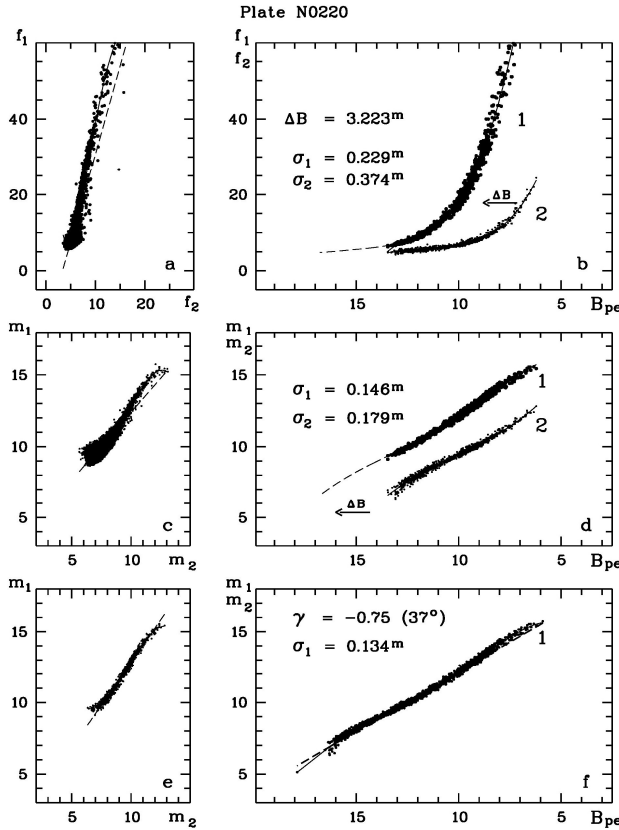 Plate N0220
f1
40
20
0
a
0 10 20
f2
f1
f2
ΔB = 3.223m
σ1 = 0.229m
σ2 = 0.374m
1
ΔB
2
40
20
0
b
15 10 5
Bpe
m1
15
10
5
c
5 10
m2
m1
m2
σ1 = 0.146m
σ2 = 0.179m
1
2
15
10
5
ΔB
d
15 10 5
Bpe
m1
15
10
5
e
5 10
m2
m1
m2
γ = −0.75 (37°)
σ1 = 0.134m
1
15
10
5
f
15 10 5
Bpe